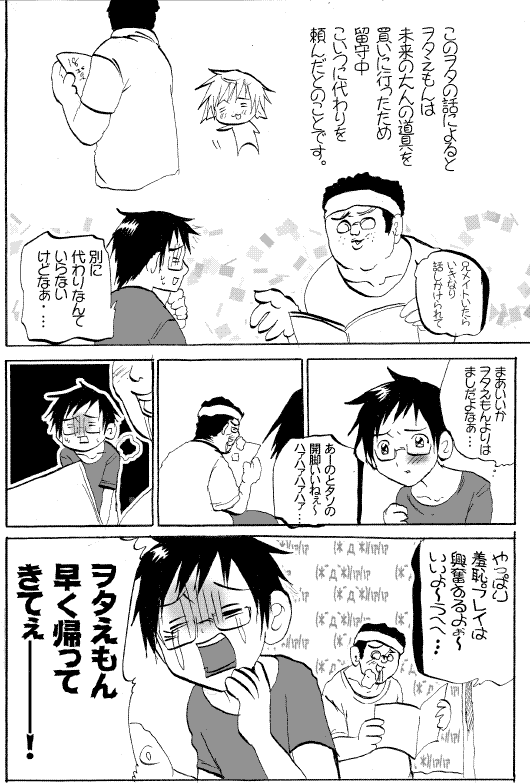 このヲタの話によると
ヲタえもんは
未来の大人の道具を
買いに行ったため
留守中
こいつに代わりを
頼んだとのことです。
兄メイトいたら
いきなり
話しかけられて
別に
代わりなんて
いらない
けどなぁ・…
まあいいか
ヲタえもんよりは
ましだよなぁ…
あーのとタソの
開脚いいねぇ～
ハァハァハァハァ…
やっぱり
羞恥プレイは
興奮するよぉ～
いいよ～うへへ…
ヲタえもん
早く帰って
きてぇ――！